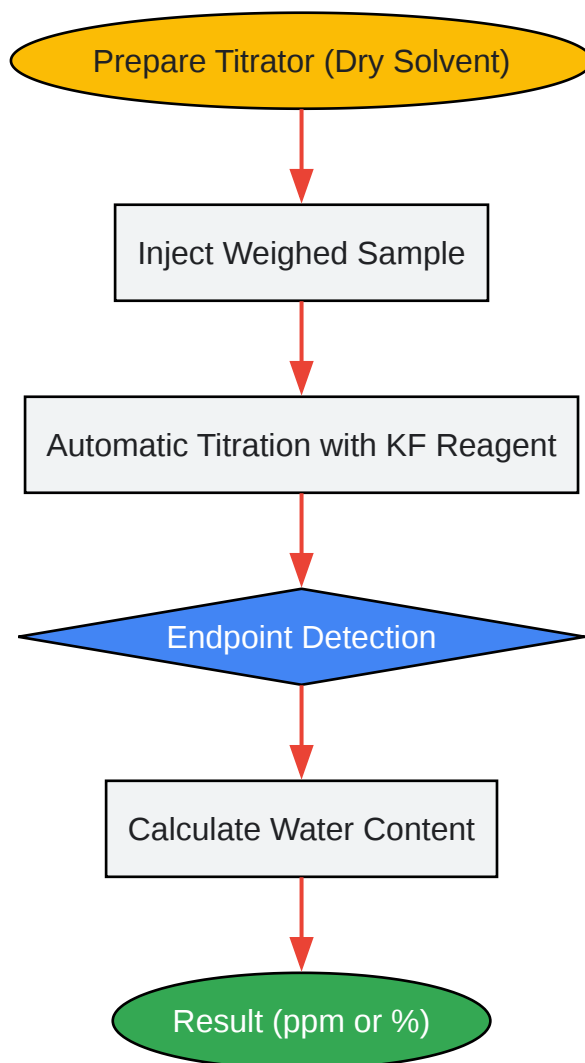 Prepare Titrator (Dry Solvent)
Inject Weighed Sample
Automatic Titration with KF Reagent
Endpoint Detection
Calculate Water Content
Result (ppm or %)